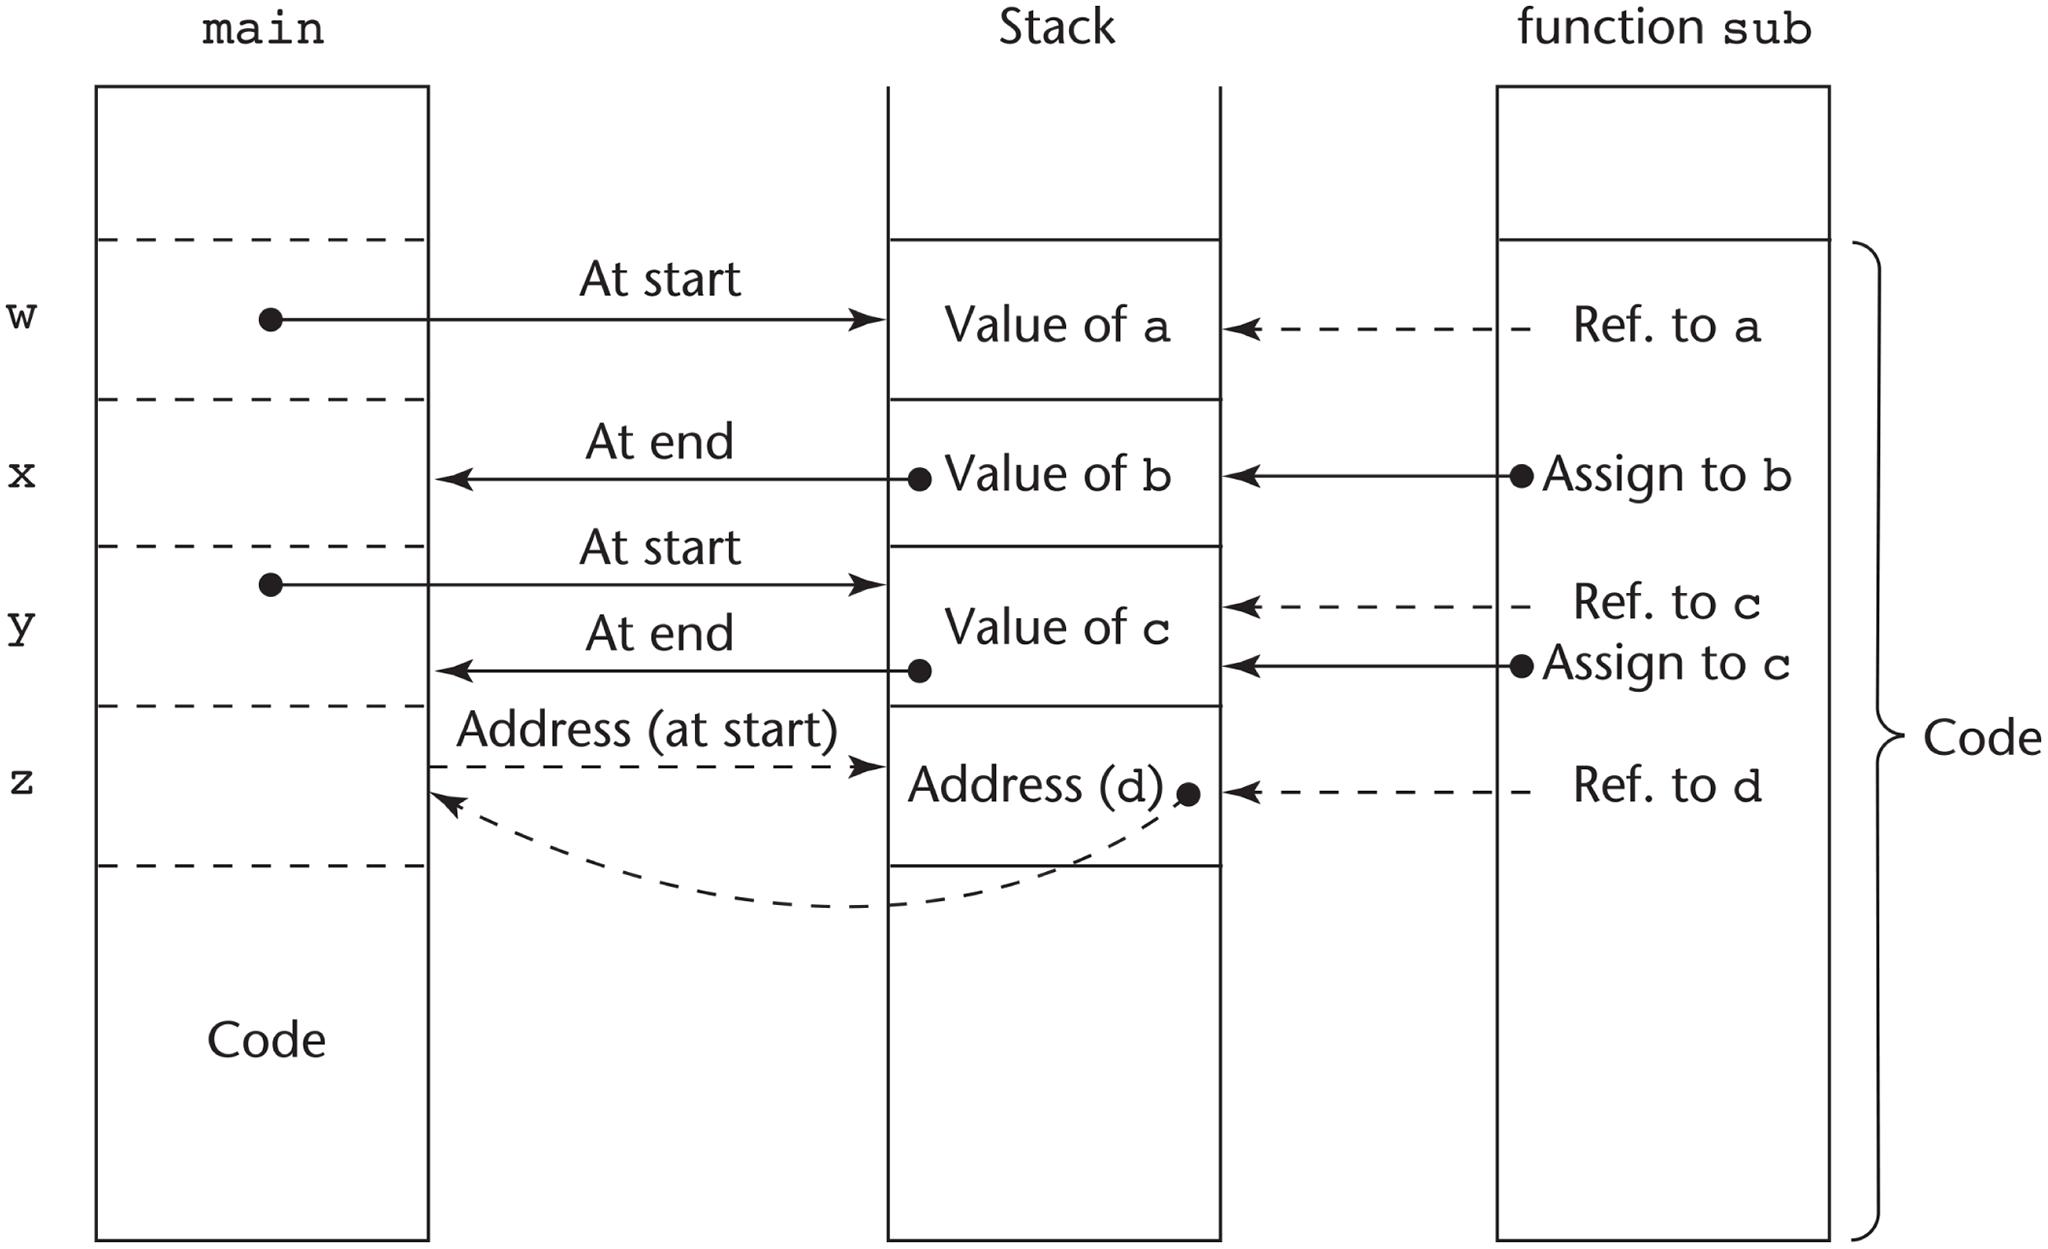 main
Stack
function sub
w
At start
Value of a
Ref. to a
x
At end
Value of b
Assign to b
At start
y
At end
Value of c
Ref. to c
Assign to c
Address (at start)
z
Address (d)
Ref. to d
Code
Code